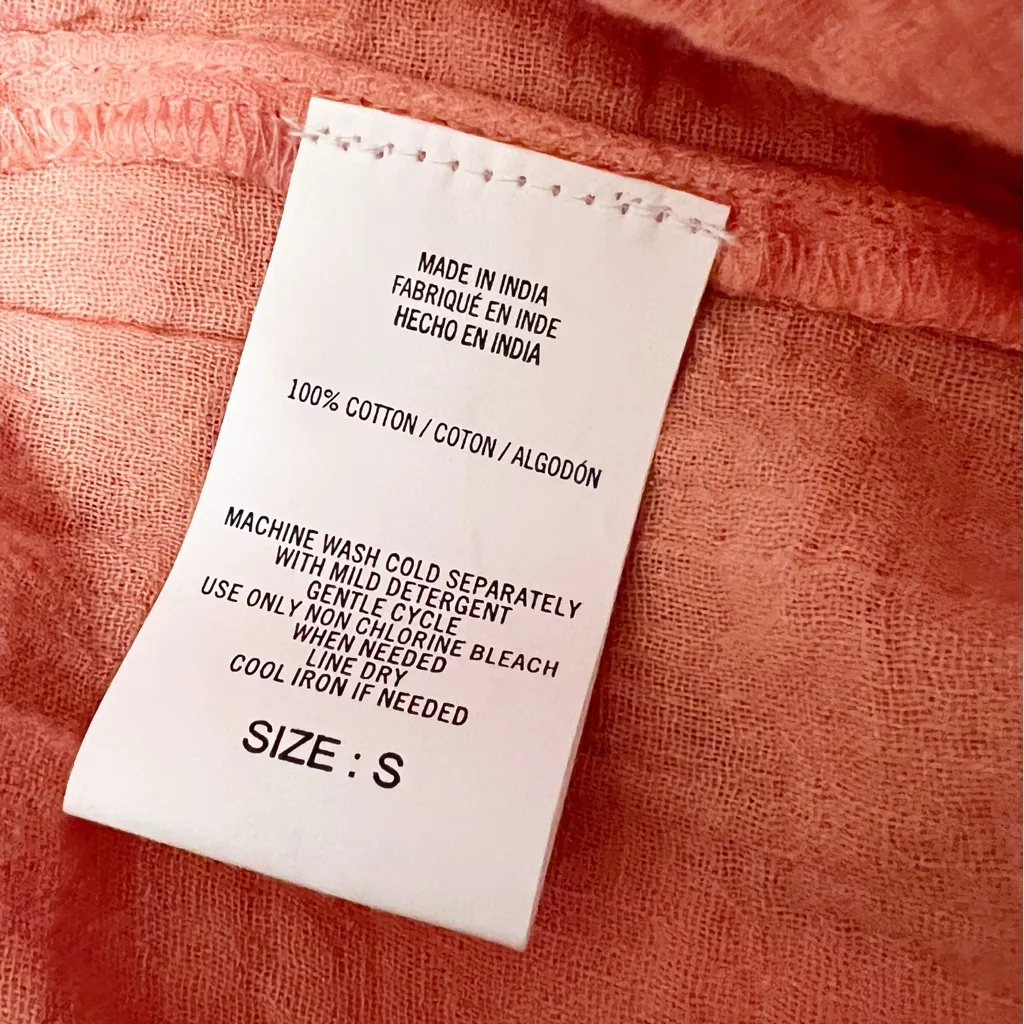 MADE IN INDIA
FABRIQUÉ EN INDE
HECHO EN INDIA
100% COTTON / COTON / ALGODÓN
MACHINE WASH COLD SEPARATELY
WITH MILD DETERGENT
GENTLE CYCLE
USE ONLY NON CHLORINE BLEACH
WHEN NEEDED
LINE DRY
COOL IRON IF NEEDED
SIZE : S